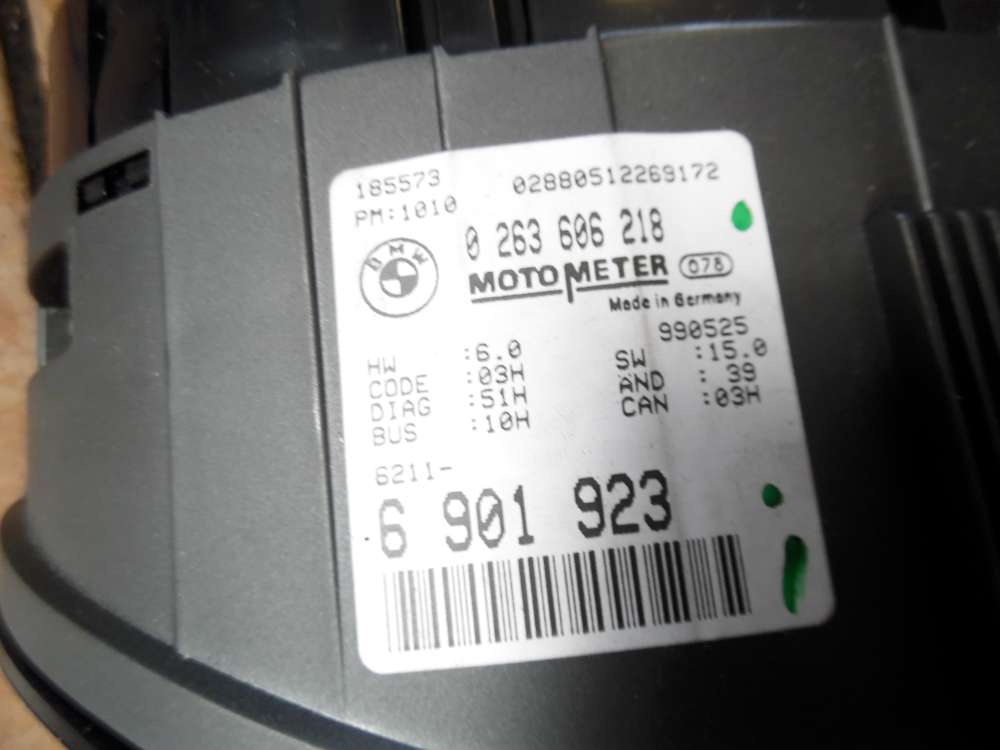 185573 02880512269172
PM:1010
0 263 606 218
BMW
MOTOMETER 078
Made in Germany
990525
HW :6.0 SW :15.0
CODE :03H AND : 39
DIAG :51H CAN :03H
BUS :10H
6211-
6 901 923